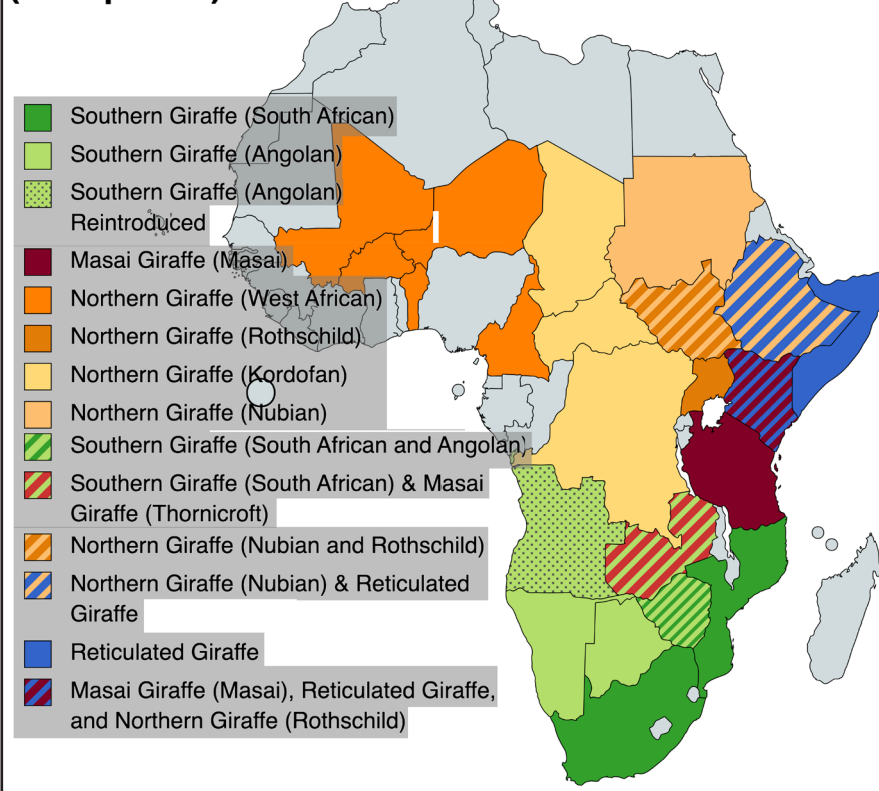 Southern Giraffe (South African)
Southern Giraffe (Angolan)
Southern Giraffe (Angolan)
Reintroduced
Masai Giraffe (Masai)
Northern Giraffe (West African)
Northern Giraffe (Rothschild)
Northern Giraffe (Kordofan)
Northern Giraffe (Nubian)
Southern Giraffe (South African and Angolan)
Southern Giraffe (South African) & Masai
Giraffe (Thornicroft)
Northern Giraffe (Nubian and Rothschild)
Northern Giraffe (Nubian) & Reticulated
Giraffe
Reticulated Giraffe
Masai Giraffe (Masai), Reticulated Giraffe,
and Northern Giraffe (Rothschild)